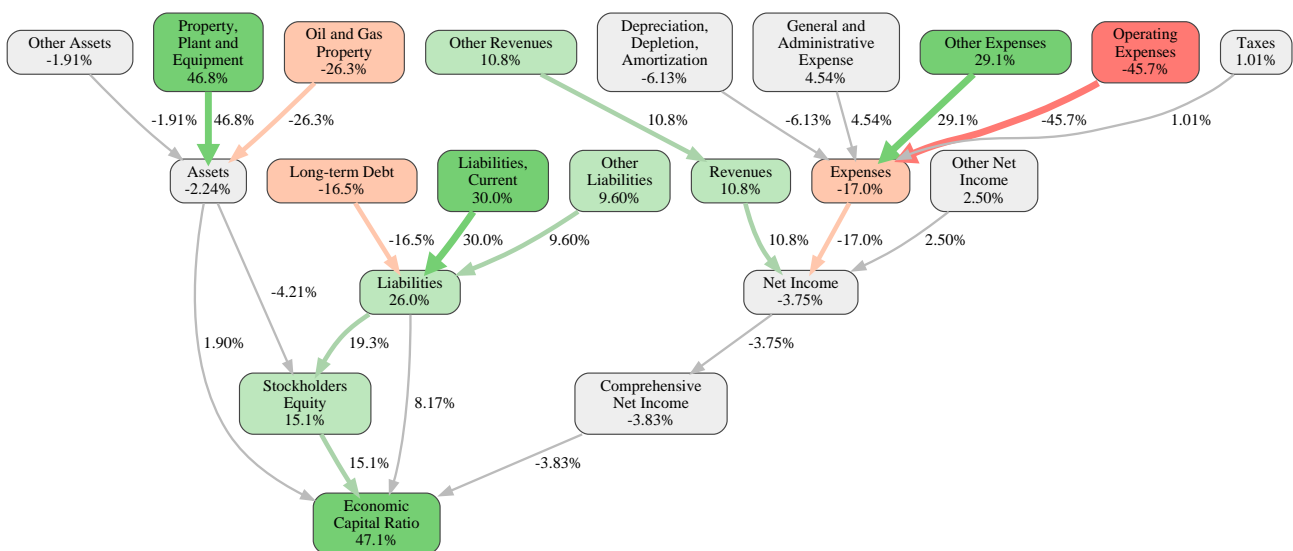 Other Assets
-1.91%
Property,
Plant and
Equipment
46.8%
Oil and Gas
Property
-26.3%
Other Revenues
10.8%
Depreciation,
Depletion,
Amortization
-6.13%
General and
Administrative
Expense
4.54%
Other Expenses
29.1%
Operating
Expenses
-45.7%
Taxes
1.01%
-1.91%
46.8%
-26.3%
10.8%
-6.13%
4.54%
29.1%
-45.7%
1.01%
Assets
-2.24%
Long-term Debt
-16.5%
Liabilities,
Current
30.0%
Other
Liabilities
9.60%
Revenues
10.8%
Expenses
-17.0%
Other Net
Income
2.50%
-16.5%
30.0%
9.60%
10.8%
-17.0%
2.50%
Liabilities
26.0%
Net Income
-3.75%
-4.21%
1.90%
19.3%
8.17%
-3.75%
Stockholders
Equity
15.1%
Comprehensive
Net Income
-3.83%
15.1%
-3.83%
Economic
Capital Ratio
47.1%